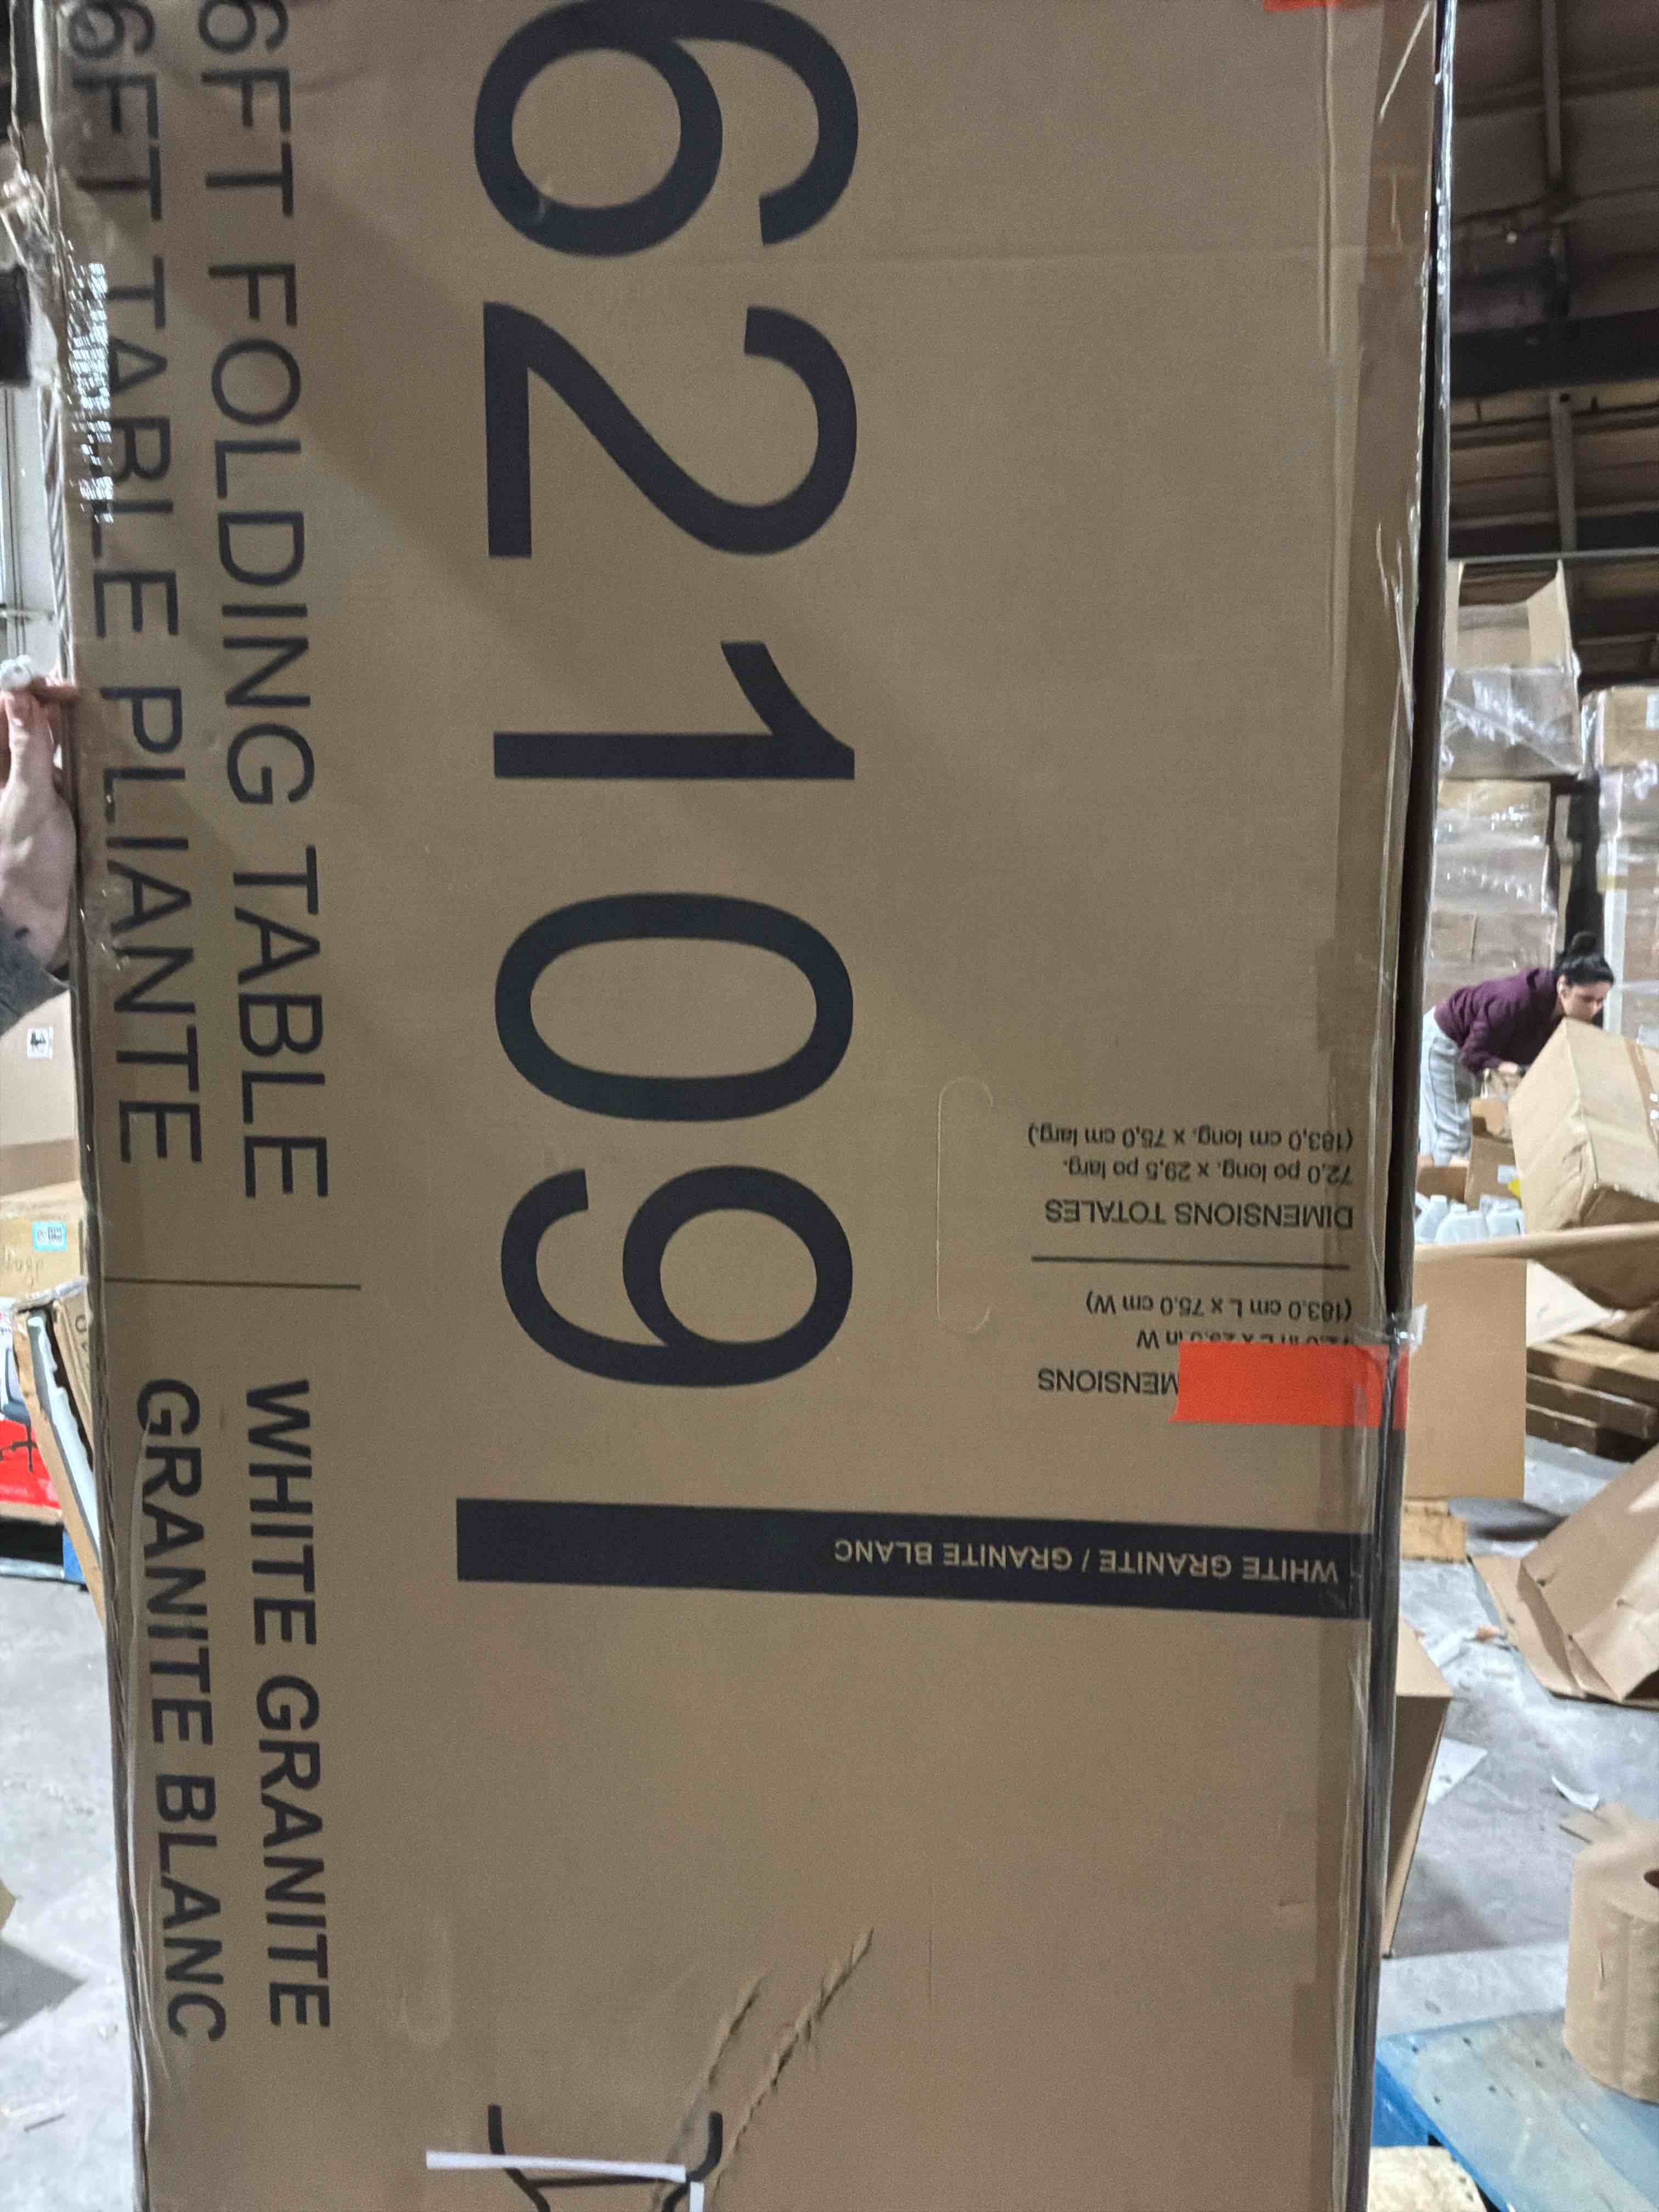 62109
6FT FOLDING TABLE
6FT TABLE PLIANTE
WHITE GRANITE
GRANITE BLANC
WHITE GRANITE / GRANITE BLANC
MENSIONS
(183.0 cm L x 75.0 cm W)
DIMENSIONS TOTALES
72,0 po long. x 29,5 po larg.
(183,0 cm long. x 75,0 cm larg.)